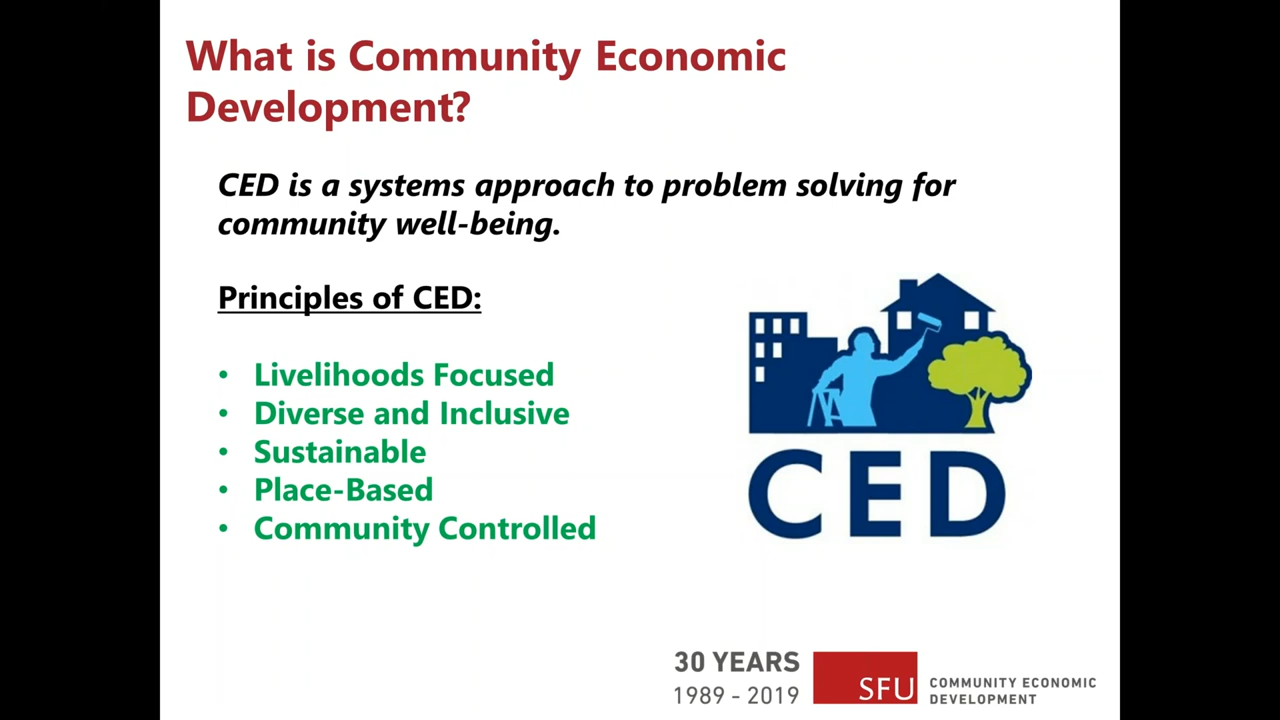 What is Community Economic
Development?
CED is a systems approach to problem solving for
community well-being.
Principles of CED:
• Livelihoods Focused
• Diverse and Inclusive
• Sustainable
• Place-Based
• Community Controlled
CED
30 YEARS
1989 - 2019
SFU
COMMUNITY ECONOMIC
DEVELOPMENT